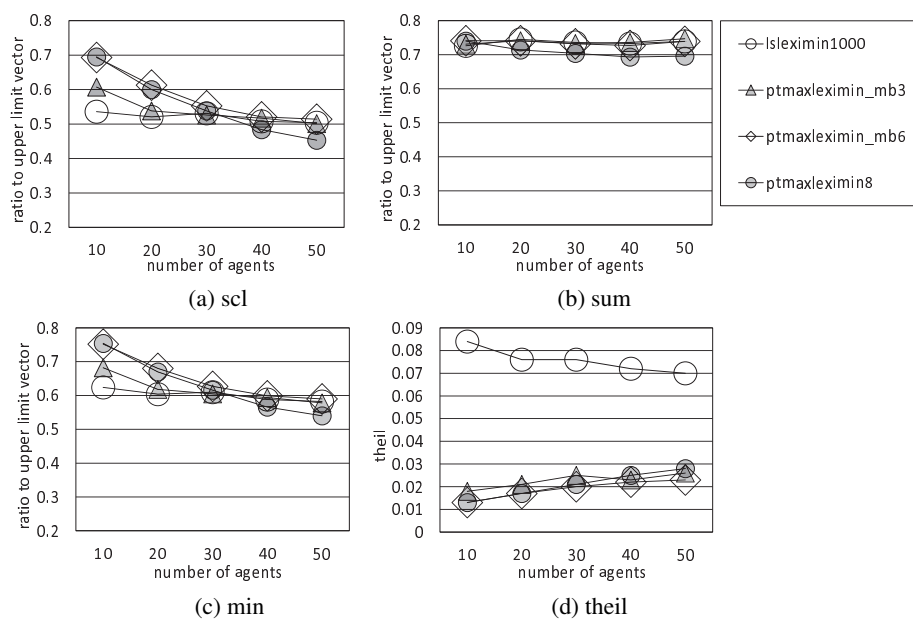 0.8
0.7
0.6
0.5
0.4
0.3
0.2
ratio to upper limit vector
10 20 30 40 50
number of agents
(a) scl
0.8
0.7
0.6
0.5
0.4
0.3
0.2
ratio to upper limit vector
10 20 30 40 50
number of agents
(b) sum
lsleximin1000
ptmaxleximin_mb3
ptmaxleximin_mb6
ptmaxleximin8
0.8
0.7
0.6
0.5
0.4
0.3
0.2
ratio to upper limit vector
10 20 30 40 50
number of agents
(c) min
0.09
0.08
0.07
0.06
0.05
0.04
0.03
0.02
0.01
0
theil
10 20 30 40 50
number of agents
(d) theil